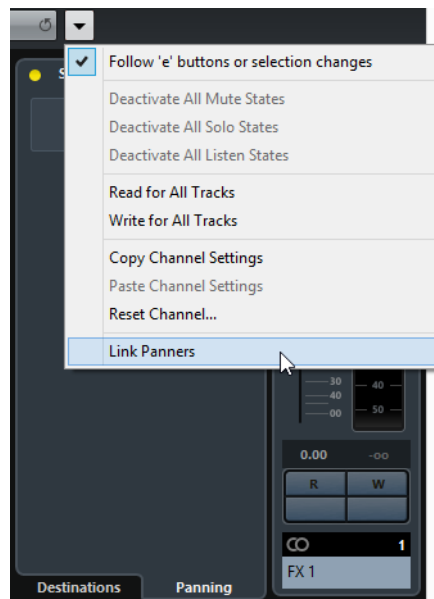 S
Follow 'e' buttons or selection changes
Deactivate All Mute States
Deactivate All Solo States
Deactivate All Listen States
Read for All Tracks
Write for All Tracks
Copy Channel Settings
Paste Channel Settings
Reset Channel...
Link Panners
30
40
00
40
50
0.00 -oo
R W
1
FX 1
Destinations Panning